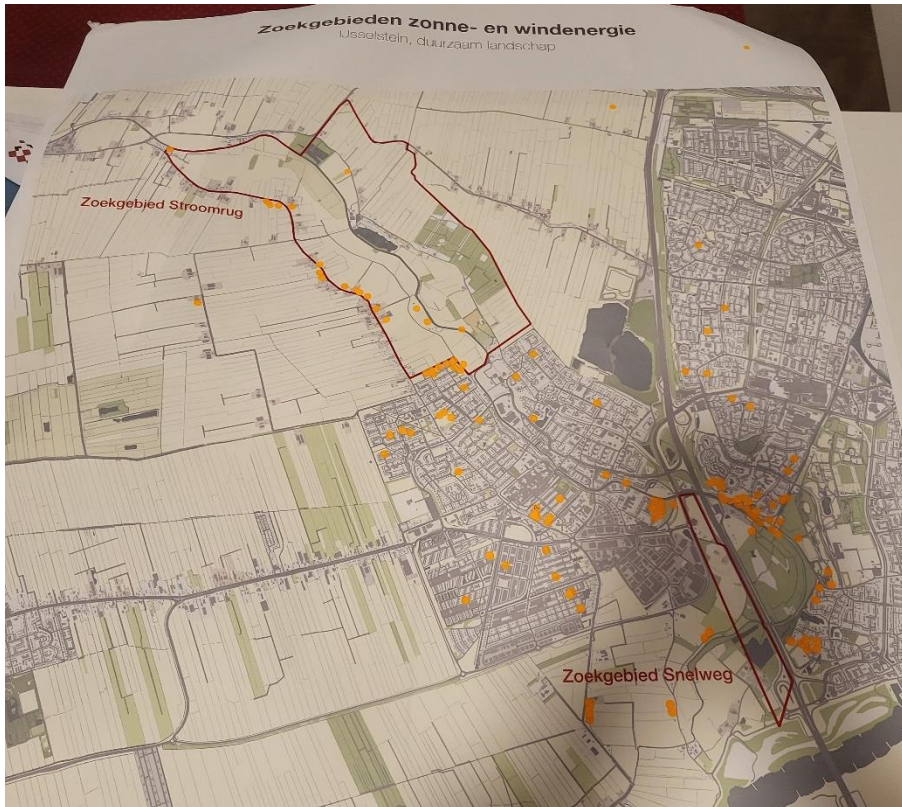 Zoekgebieden zonne- en windenergie
IJsselstein, duurzaam landschap
Zoekgebied Stroomrug
Zoekgebied Snelweg